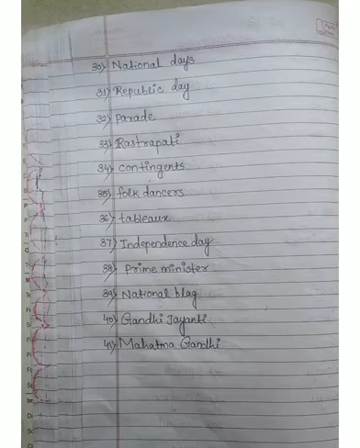 30) National days
31) Republic day
32) parade
33) Rastrapati
34) contingents
35) folk dancers
36) tableaux
37) Independence day
38) prime minister
39) National blag
40) Gandhi Jayanti
41) Mahatma Gandhi